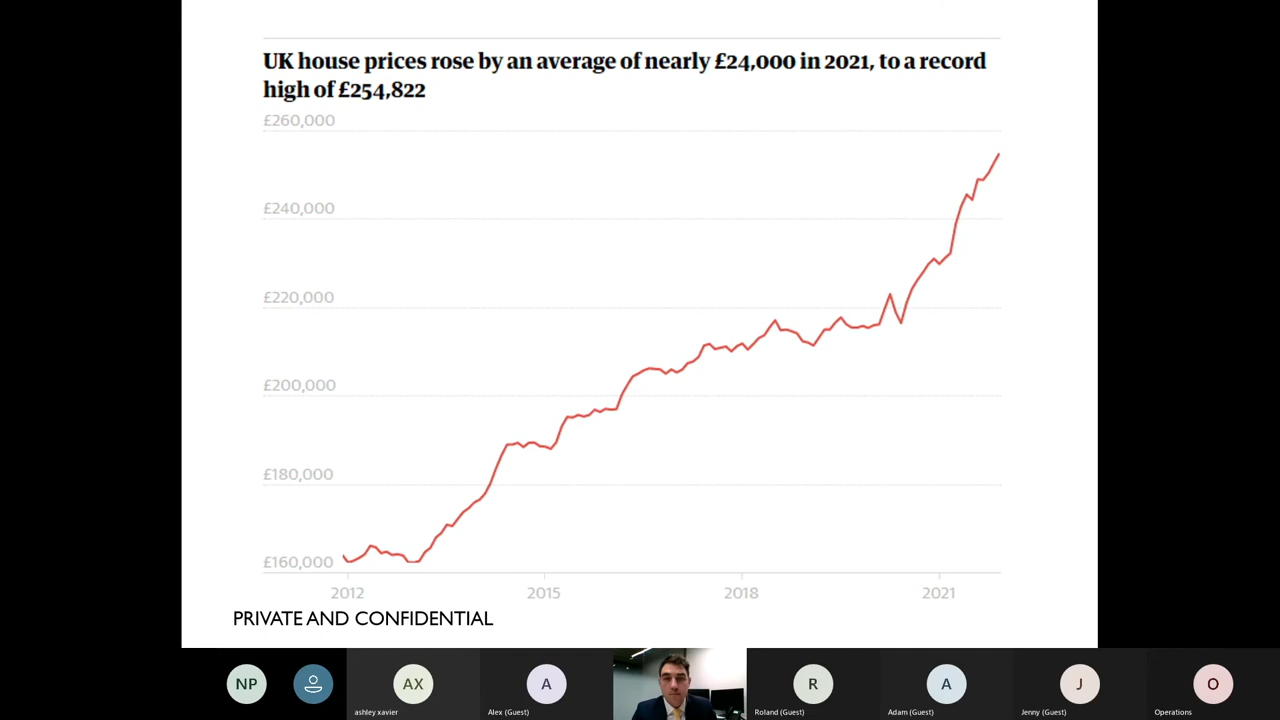 UK house prices rose by an average of nearly £24,000 in 2021, to a record
high of £254,822
£260,000
£240,000
£220,000
£200,000
£180,000
£160,000
2012 2015 2018 2021
PRIVATE AND CONFIDENTIAL
NP AX A R A J O
ashley xavier Alex (Guest) Roland (Guest) Adam (Guest) Jenny (Guest) Operations